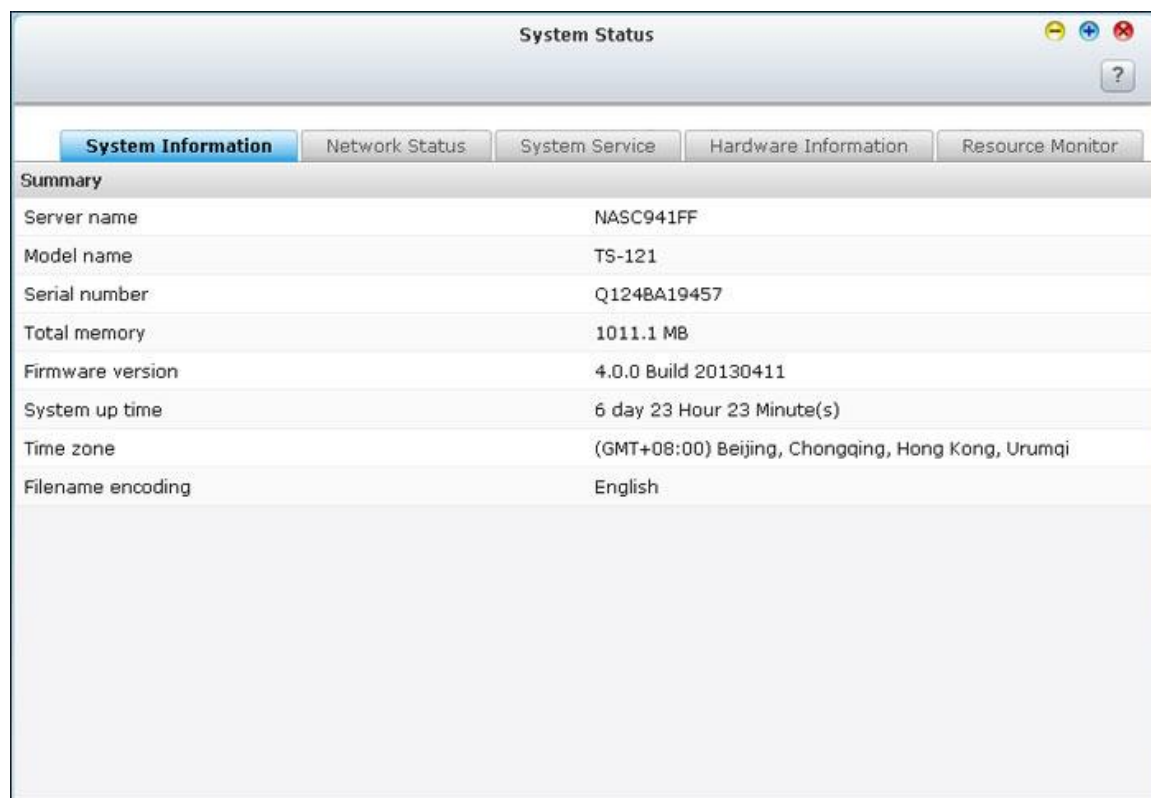 System Status
?
System Information Network Status System Service Hardware Information Resource Monitor
Summary
Server name NASC941FF
Model name TS-121
Serial number Q124BA19457
Total memory 1011.1 MB
Firmware version 4.0.0 Build 20130411
System up time 6 day 23 Hour 23 Minute(s)
Time zone (GMT+08:00) Beijing, Chongqing, Hong Kong, Urumqi
Filename encoding English